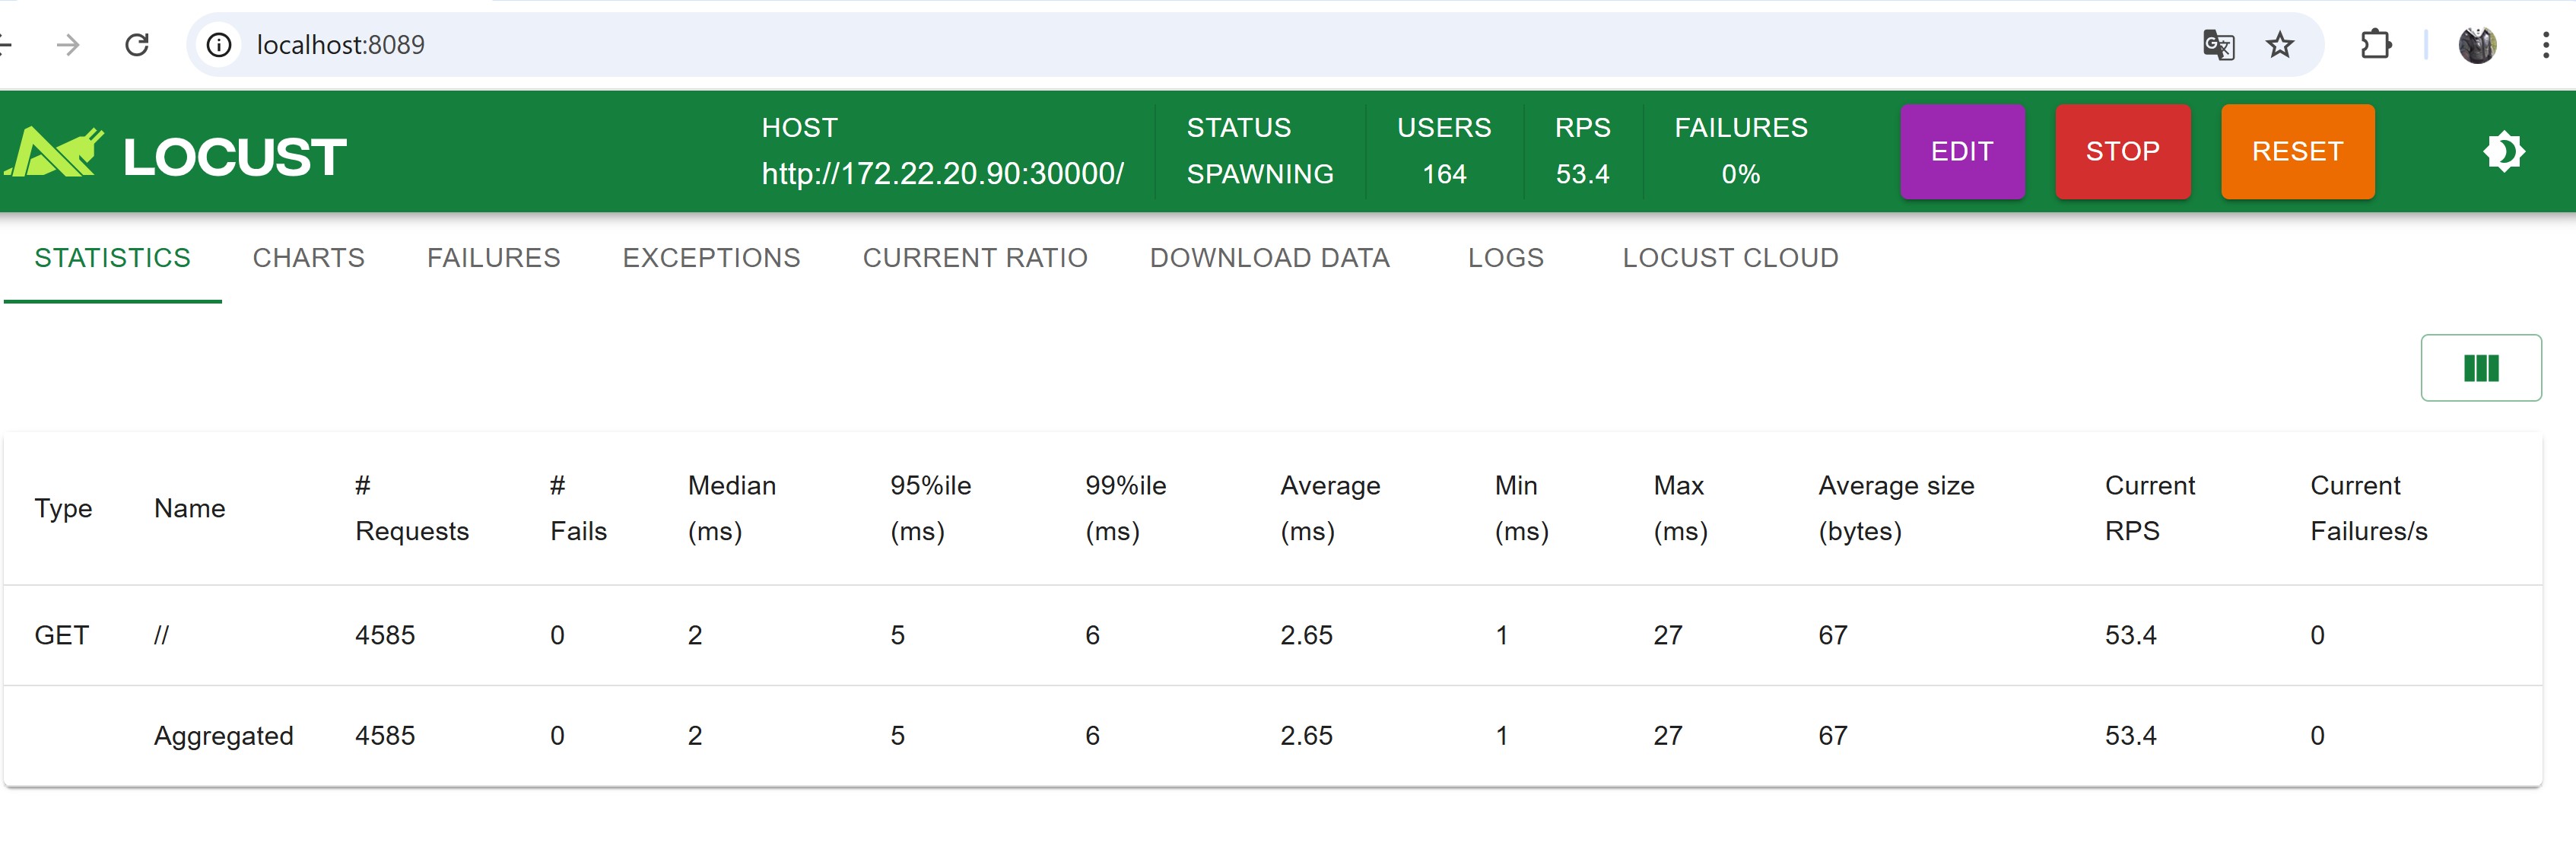 localhost:8089
LOCUST
HOST
http://172.22.20.90:30000/
STATUS
SPAWNING
USERS
164
RPS
53.4
FAILURES
0%
EDIT
STOP
RESET
STATISTICS CHARTS FAILURES EXCEPTIONS CURRENT RATIO DOWNLOAD DATA LOGS LOCUST CLOUD
Type Name # Requests # Fails Median (ms) 95%ile (ms) 99%ile (ms) Average (ms) Min (ms) Max (ms) Average size (bytes) Current RPS Current Failures/s
GET // 4585 0 2 5 6 2.65 1 27 67 53.4 0
Aggregated 4585 0 2 5 6 2.65 1 27 67 53.4 0